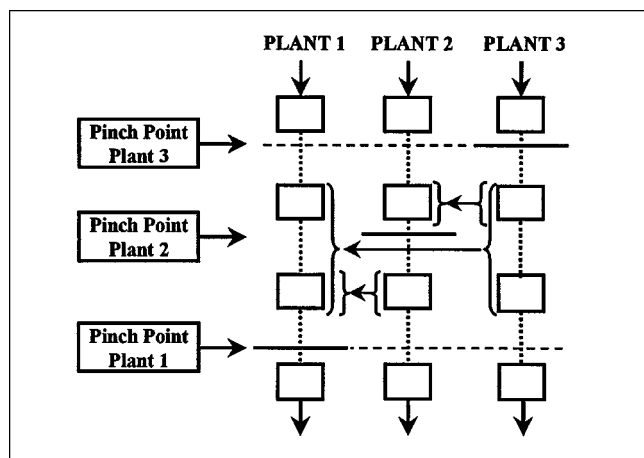 PLANT 1 PLANT 2 PLANT 3
Pinch Point
Plant 3
Pinch Point
Plant 2
Pinch Point
Plant 1